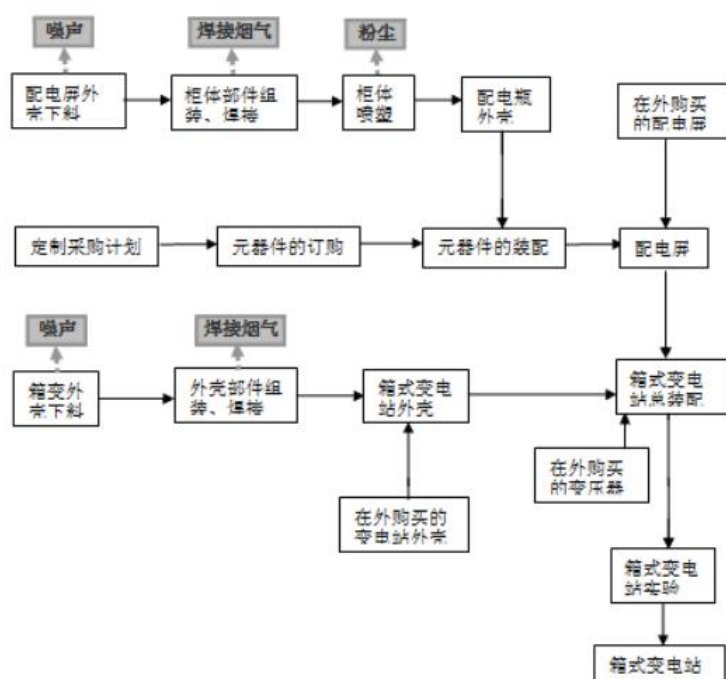 噪声
焊接烟气
粉尘
配电屏外
壳下料
柜体部件组
装、焊接
柜体
喷塑
配电瓶
外壳
在外购买
的配电屏
定制采购计划
元器件的订购
元器件的装配
配电屏
噪声
焊接烟气
箱变外
壳下料
外壳部件组
装、焊接
箱式变电
站外壳
箱式变电
站总装配
在外购买
的变压器
在外购买的
变电站外壳
箱式变电
站实验
箱式变电站